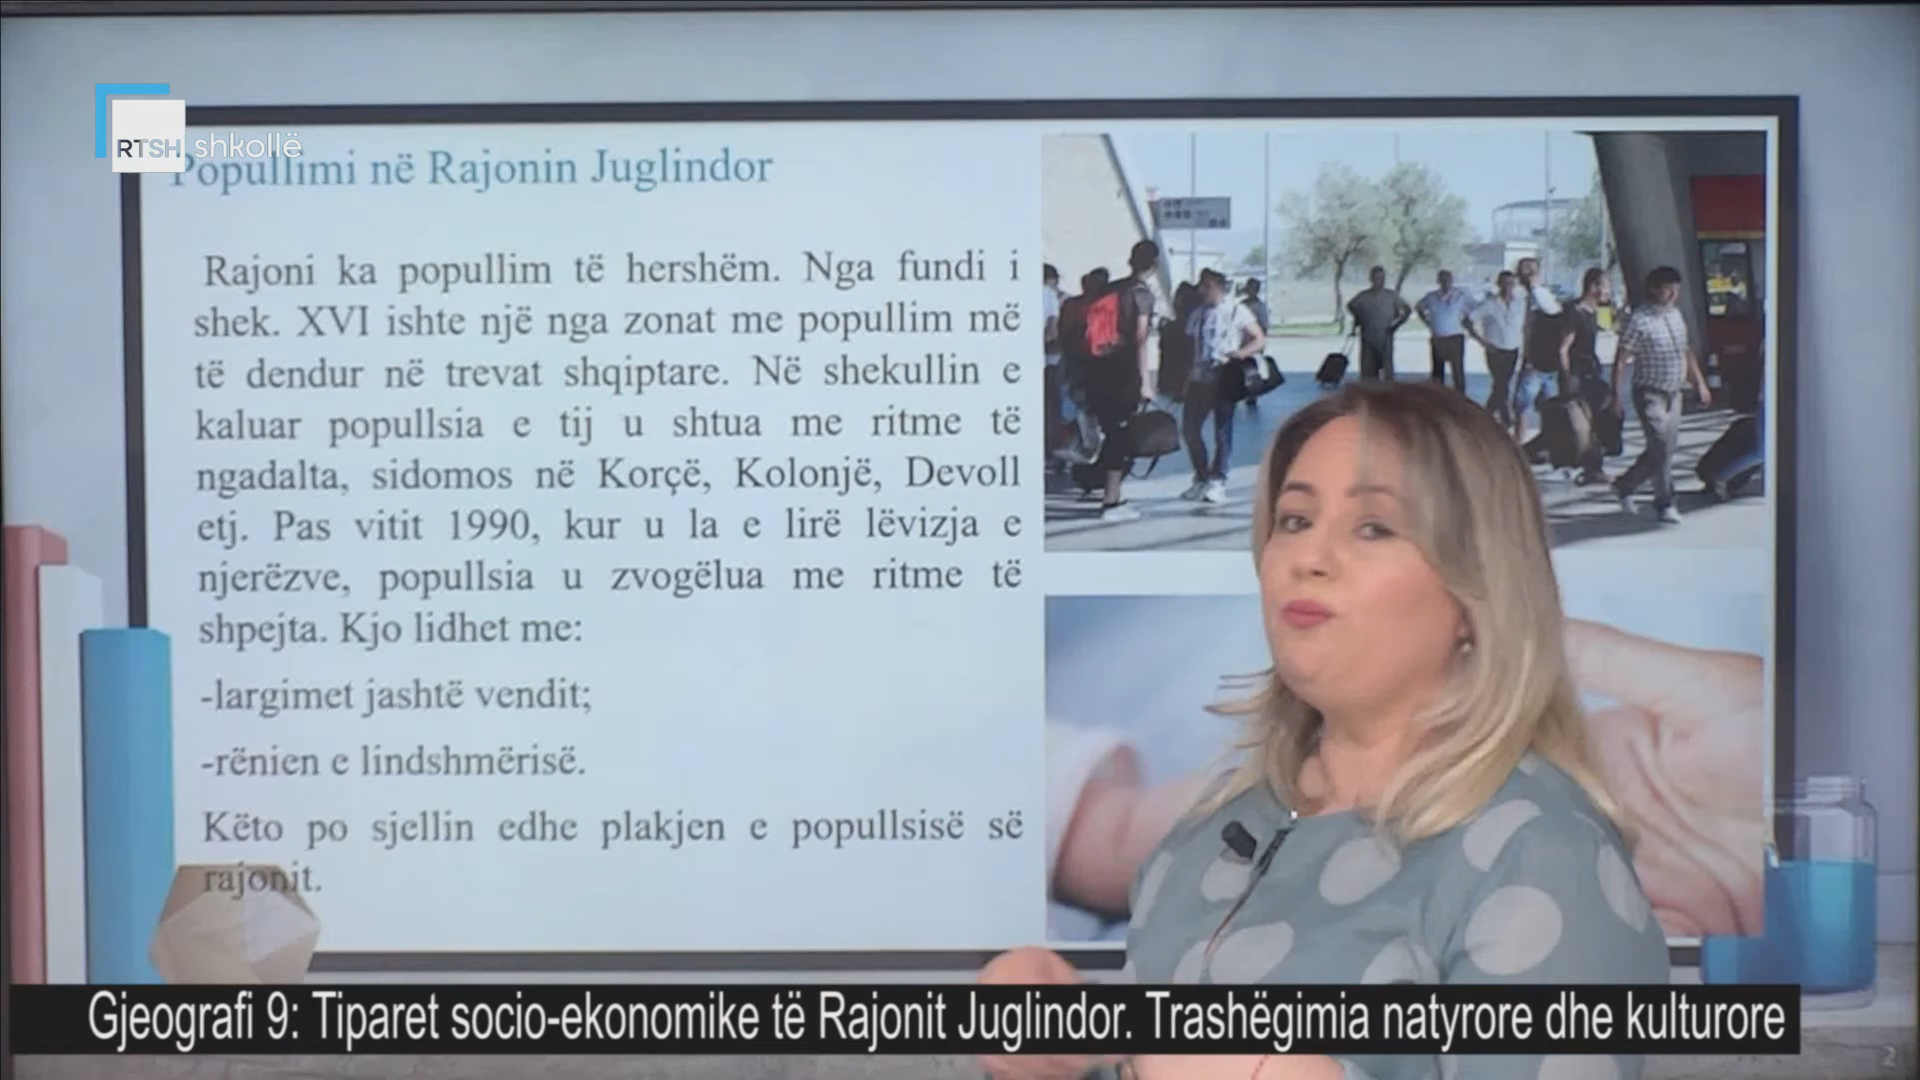 RTSH shkollë
Popullimi në Rajonin Juglindor
Rajoni ka popullim të hershëm. Nga fundi i
shek. XVI ishte një nga zonat me popullim më
të dendur në trevat shqiptare. Në shekullin e
kaluar popullsia e tij u shtua me ritme të
ngadalta, sidomos në Korçë, Kolonjë, Devoll
etj. Pas vitit 1990, kur u la e lirë lëvizja e
njerëzve, popullsia u zvogëlua me ritme të
shpejta. Kjo lidhet me:
-largimet jashtë vendit;
-rënien e lindshmërisë.
Këto po sjellin edhe plakjen e popullsisë së
rajonit.
Gjeografi 9: Tiparet socio-ekonomike të Rajonit Juglindor. Trashëgimia natyrore dhe kulturore
2